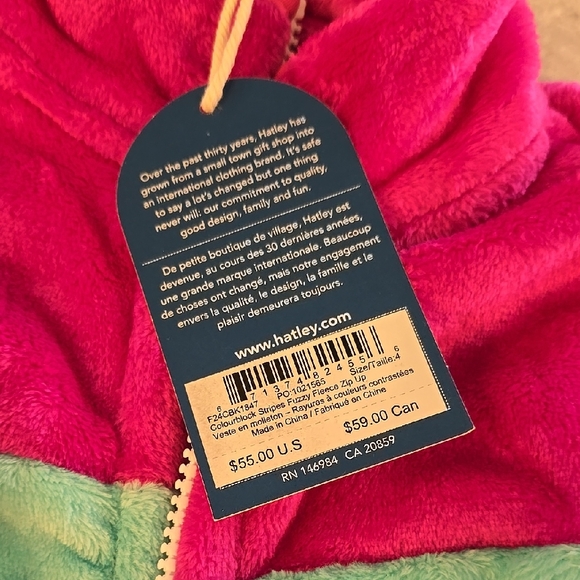 Over the past thirty years, Hatley has
grown from a small town gift shop into
an international clothing brand. It's safe
to say a lot's changed but one thing
never will: our commitment to quality,
good design, family and fun.
De petite boutique de village, Hatley est
devenue, au cours des 30 dernières années,
une grande marque internationale. Beaucoup
de choses ont changé, mais notre engagement
envers la qualité, le design, la famille et le
plaisir demeurera toujours.
www.hatley.com
6 71374 82455 6
F24CBK1847 PO:1021565 Size/Taille:4
Colourblock Stripes Fuzzy Fleece Zip Up
Veste en molleton - Rayures à couleurs contrastées
Made in China / Fabriqué en Chine
$55.00 U.S $59.00 Can
RN 146984 CA 20859